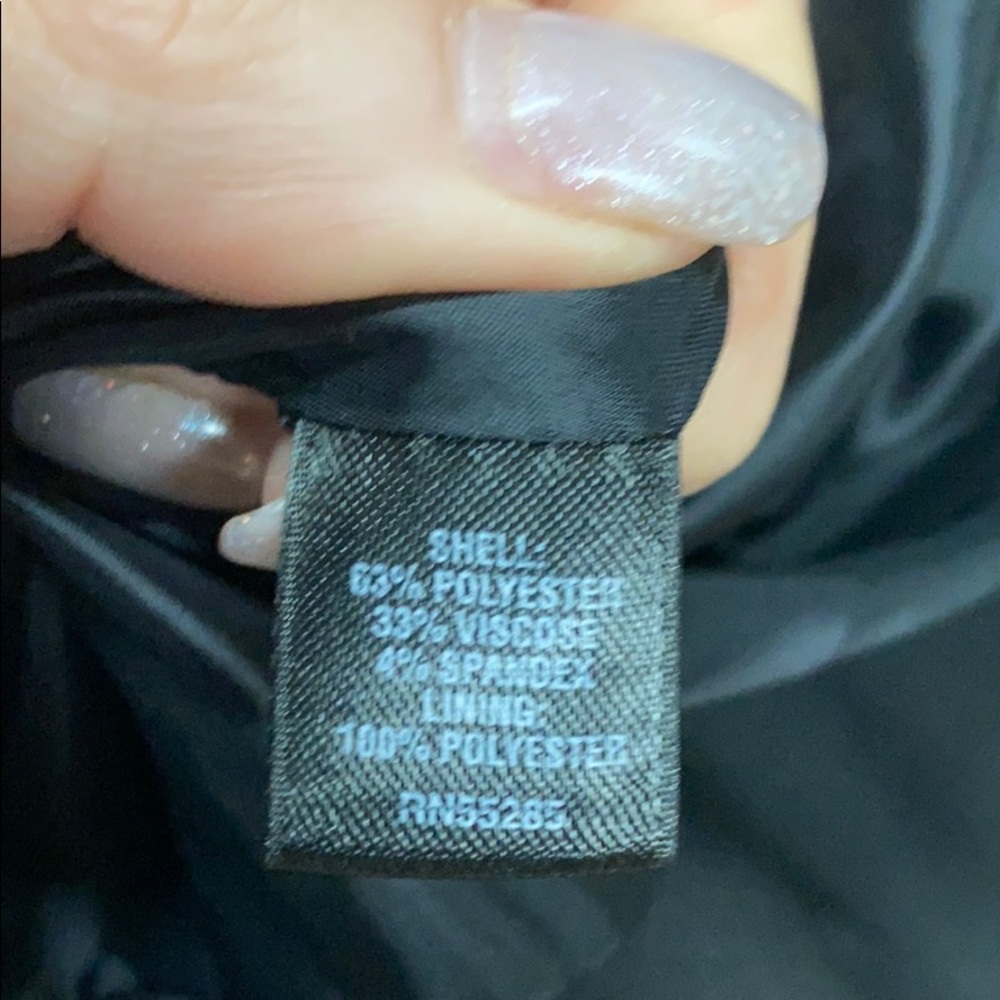 SHELL:
63% POLYESTER
33% VISCOSE
4% SPANDEX
LINING:
100% POLYESTER
RN55285